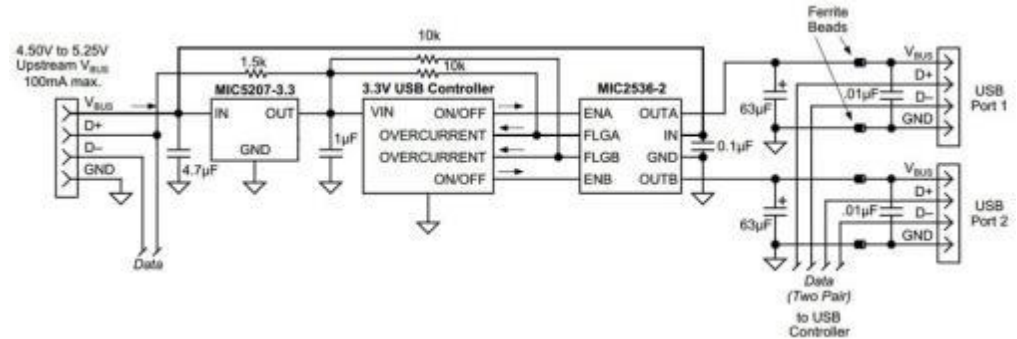 4.50V to 5.25V
Upstream VBUS
100mA max.
VBUS
D+
D–
GND
4.7µF
Data
1.5k
10k
10k
MIC5207-3.3
IN
OUT
GND
1µF
3.3V USB Controller
VIN
ON/OFF
OVERCURRENT
OVERCURRENT
ON/OFF
MIC2536-2
ENA
FLGA
FLGB
ENB
OUTA
IN
GND
OUTB
0.1µF
Ferrite
Beads
63µF
.01µF
VBUS
D+
D–
GND
USB
Port 1
63µF
.01µF
VBUS
D+
D–
GND
USB
Port 2
Data
(Two Pair)
to USB
Controller